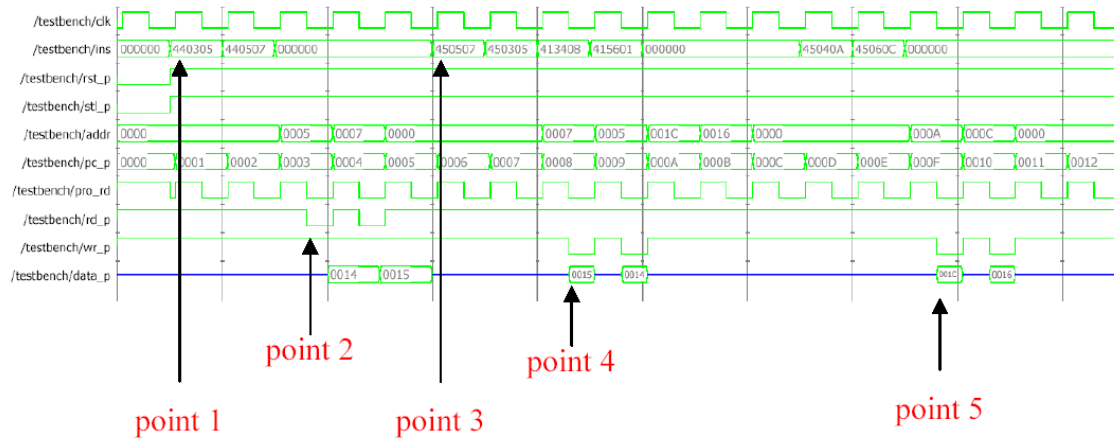 /testbench/clk
/testbench/ins 000000 440305 440507 000000 450507 450305 413408 415601 000000 45040A 45060C 000000
/testbench/rst_p
/testbench/stl_p
/testbench/addr 0000 0005 0007 0000 0007 0005 001C 0016 0000 000A 000C 0000
/testbench/pc_p 0000 0001 0002 0003 0004 0005 0006 0007 0008 0009 000A 000B 000C 000D 000E 000F 0010 0011 0012
/testbench/pro_rd
/testbench/rd_p
/testbench/wr_p
/testbench/data_p 0014 0015 0015 0014 001C 0016
point 1
point 2
point 3
point 4
point 5